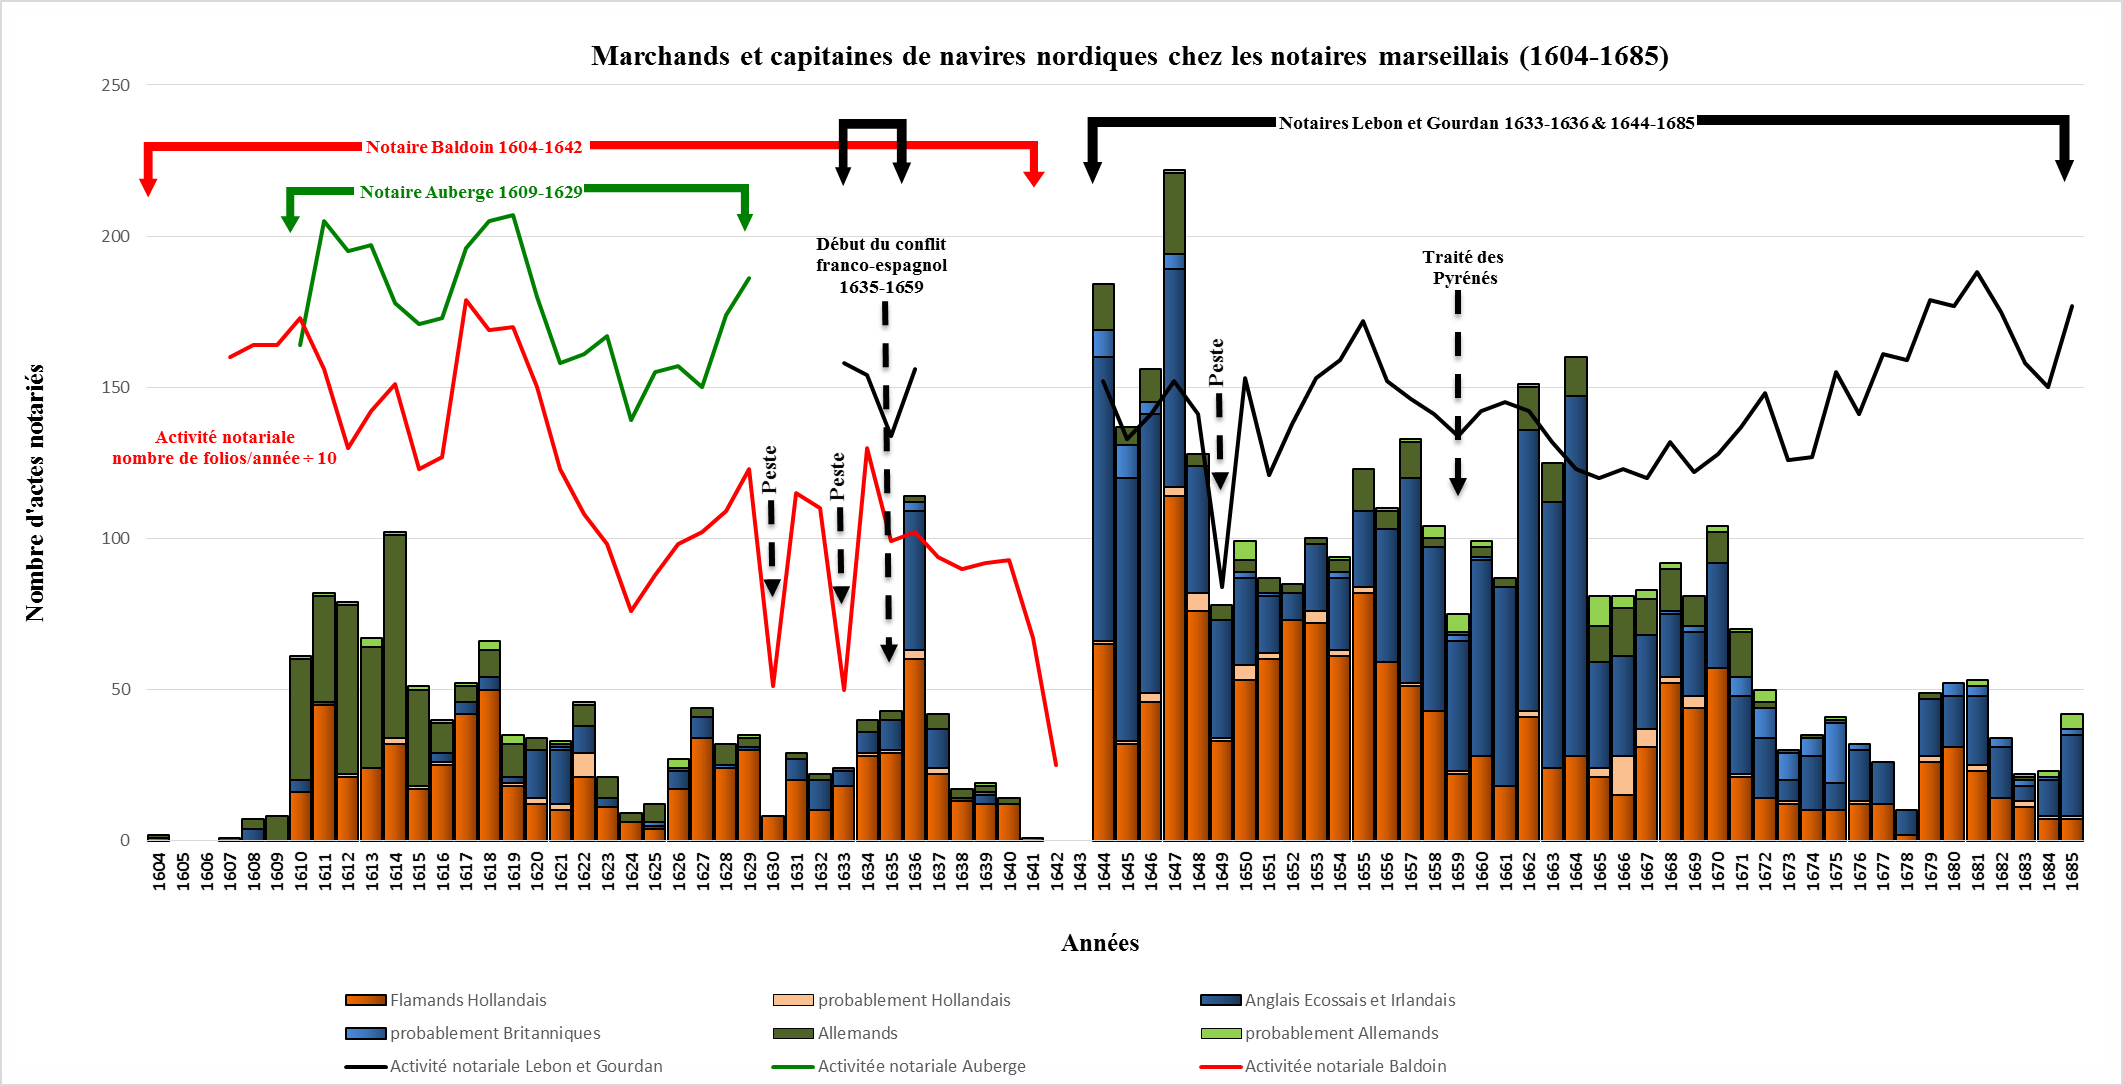 Marchands et capitaines de navires nordiques chez les notaires marseillais (1604-1685)
250
200
150
100
50
0
Nombre d'actes notariés
Notaire Baldoin 1604-1642
Notaires Lebon et Gourdan 1633-1636 & 1644-1685
Notaire Auberge 1609-1629
Début du conflit
franco-espagnol
1635-1659
Traité des
Pyrénés
Activité notariale
nombre de folios/année ÷ 10
Peste
Peste
Peste
1604 1605 1606 1607 1608 1609 1610 1611 1612 1613 1614 1615 1616 1617 1618 1619 1620 1621 1622 1623 1624 1625 1626 1627 1628 1629 1630 1631 1632 1633 1634 1635 1636 1637 1638 1639 1640 1641 1642 1643 1644 1645 1646 1647 1648 1649 1650 1651 1652 1653 1654 1655 1656 1657 1658 1659 1660 1661 1662 1663 1664 1665 1666 1667 1668 1669 1670 1671 1672 1673 1674 1675 1676 1677 1678 1679 1680 1681 1682 1683 1684 1685
Années
Flamands Hollandais
probablement Hollandais
Anglais Ecossais et Irlandais
probablement Britanniques
Allemands
probablement Allemands
Activité notariale Lebon et Gourdan
Activitée notariale Auberge
Activitée notariale Baldoin